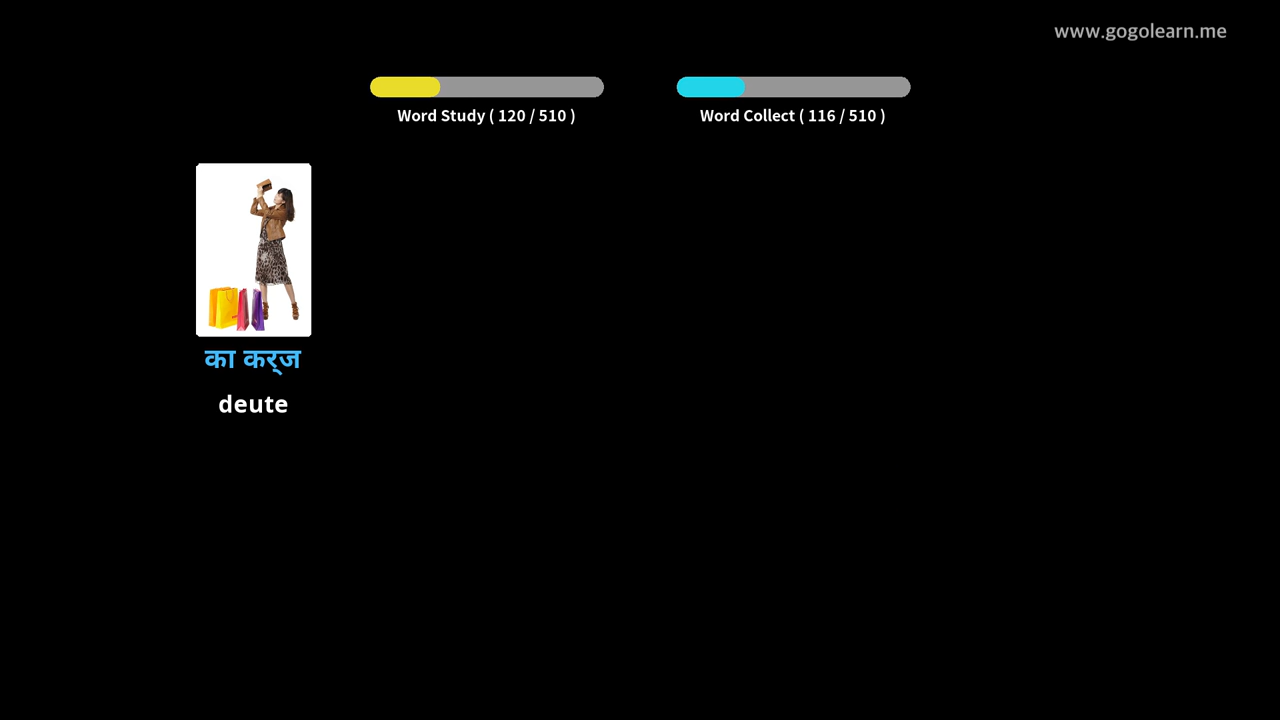 www.gogolearn.me
Word Study ( 120 / 510 )
Word Collect ( 116 / 510 )
का कर्ज
deute